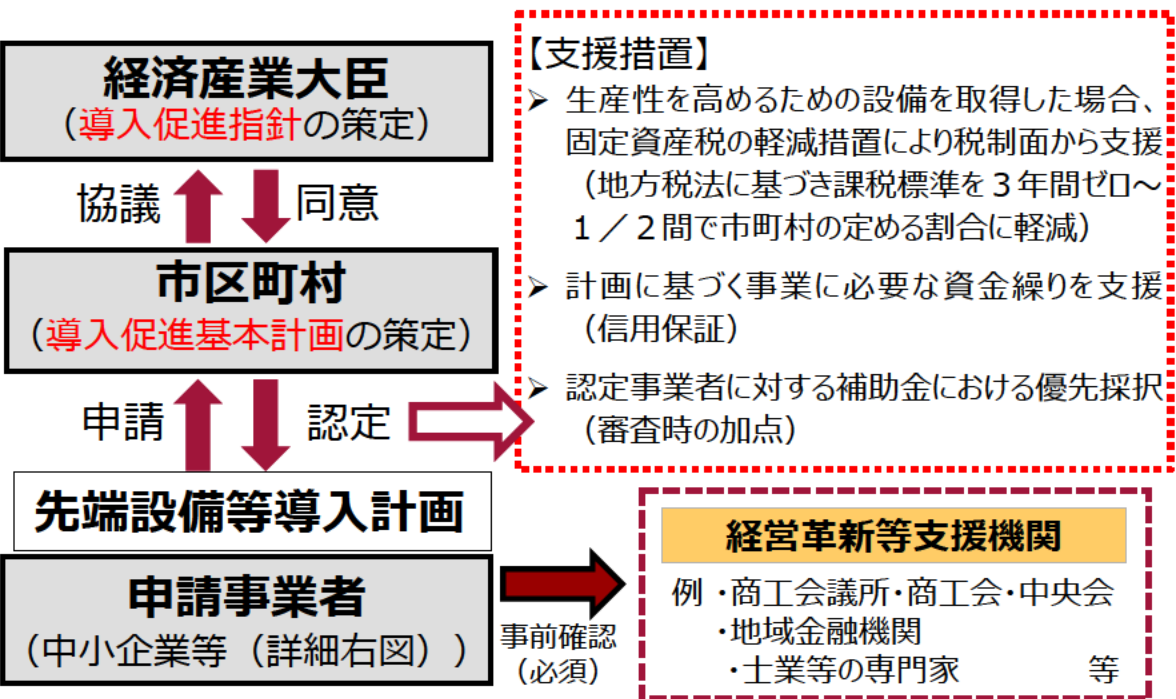 経済産業大臣
（導入促進指針の策定）
協議
同意
市区町村
（導入促進基本計画の策定）
申請
認定
先端設備等導入計画
申請事業者
（中小企業等（詳細右図））
【支援措置】
➢ 生産性を高めるための設備を取得した場合、
固定資産税の軽減措置により税制面から支援
（地方税法に基づき課税標準を３年間ゼロ～
１／２間で市町村の定める割合に軽減）
➢ 計画に基づく事業に必要な資金繰りを支援
（信用保証）
➢ 認定事業者に対する補助金における優先採択
（審査時の加点）
事前確認
（必須）
経営革新等支援機関
例 ・商工会議所・商工会・中央会
・地域金融機関
・士業等の専門家 等